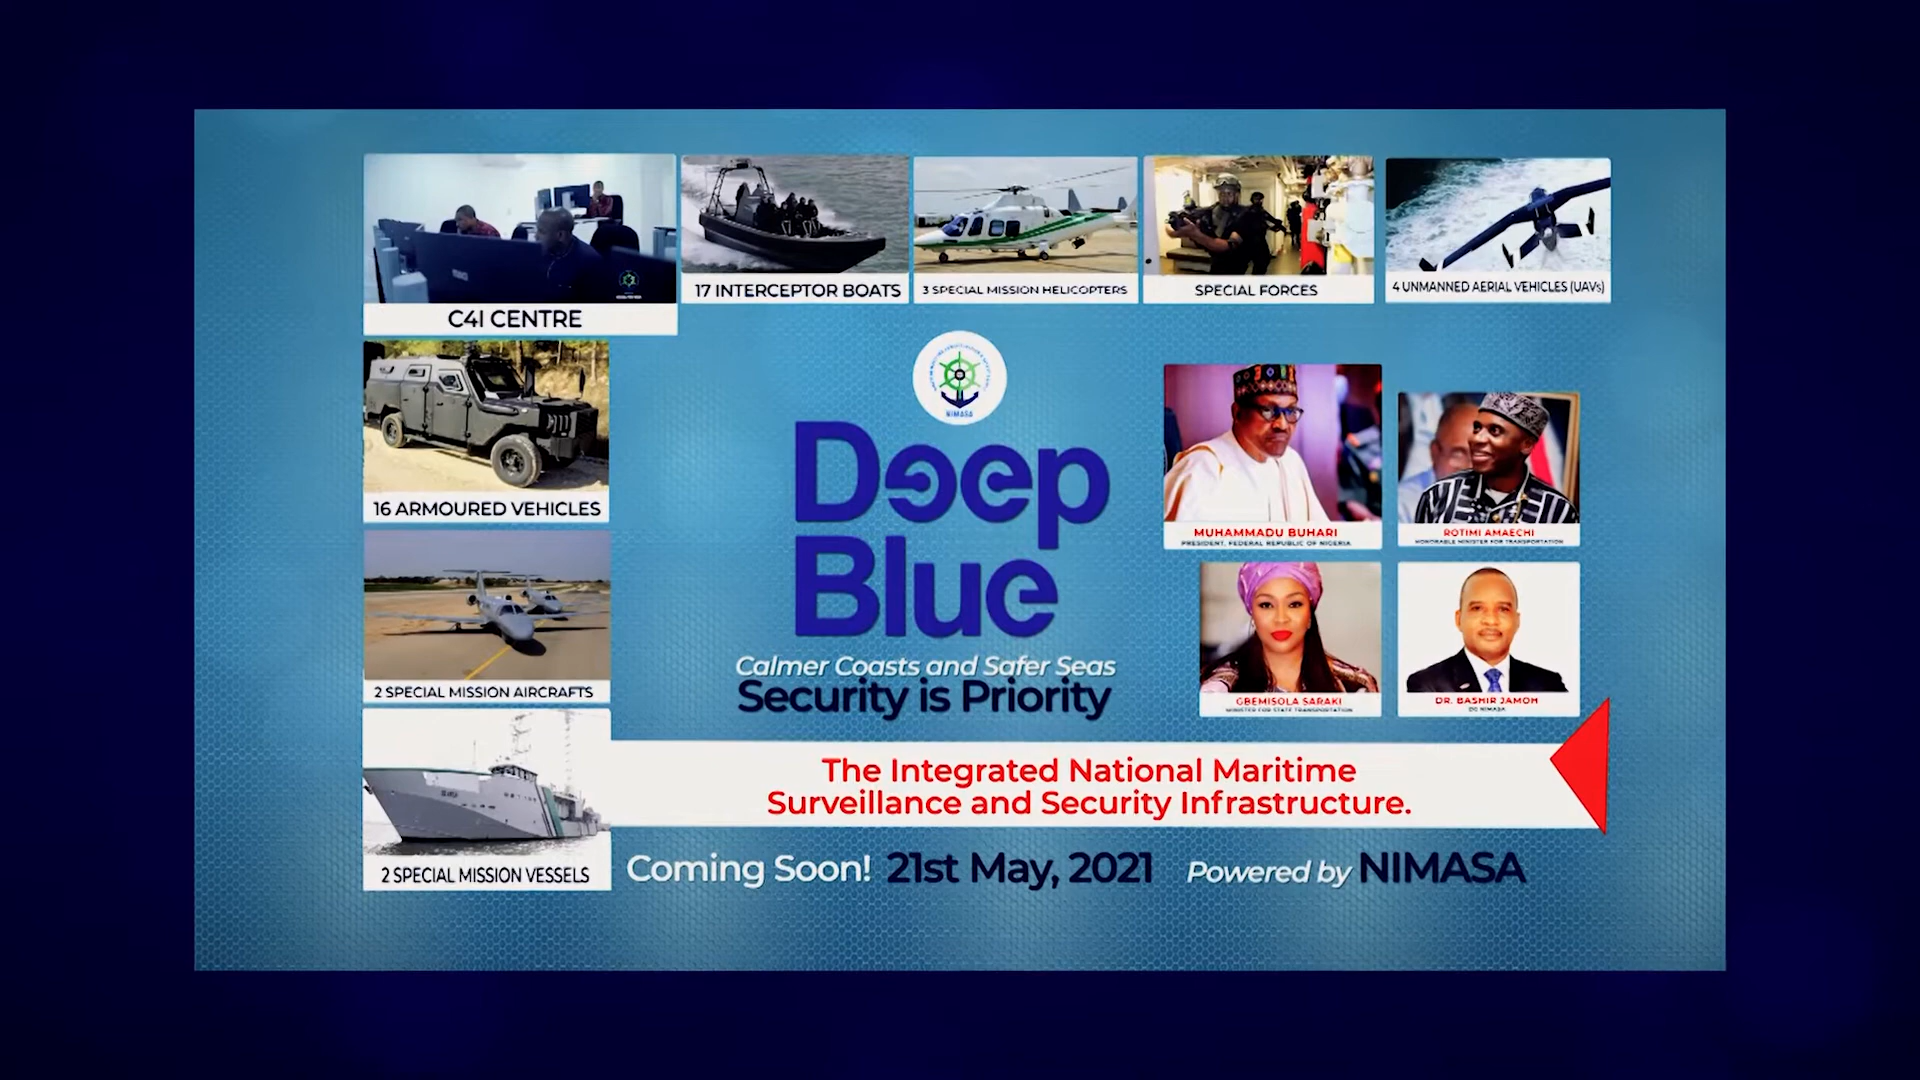 C4I CENTRE
17 INTERCEPTOR BOATS
3 SPECIAL MISSION HELICOPTERS
SPECIAL FORCES
4 UNMANNED AERIAL VEHICLES (UAVs)
16 ARMOURED VEHICLES
2 SPECIAL MISSION AIRCRAFTS
2 SPECIAL MISSION VESSELS
NIMASA
Deep
Blue
Calmer Coasts and Safer Seas
Security is Priority
MUHAMMADU BUHARI
PRESIDENT, FEDERAL REPUBLIC OF NIGERIA
ROTIMI AMAECHI
HONORABLE MINISTER FOR TRANSPORTATION
GBEMISOLA SARAKI
MINISTER FOR STATE TRANSPORTATION
DR. BASHIR JAMOH
DG NIMASA
The Integrated National Maritime
Surveillance and Security Infrastructure.
Coming Soon! 21st May, 2021 Powered by NIMASA